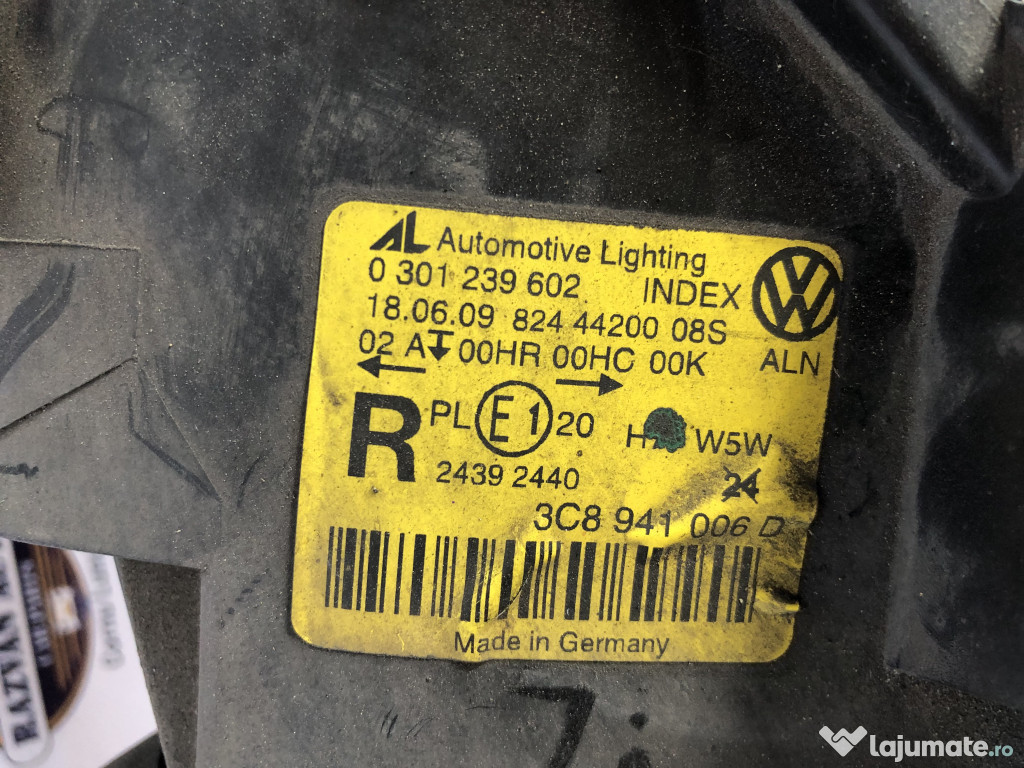 AL Automotive Lighting
0 301 239 602 INDEX
18.06.09 824 44200 08S
02 A 00HR 00HC 00K ALN
R PL E1 20 W5W
2439 2440 24
3C8 941 006 D
Made in Germany
RAZVAN
lajumate.ro